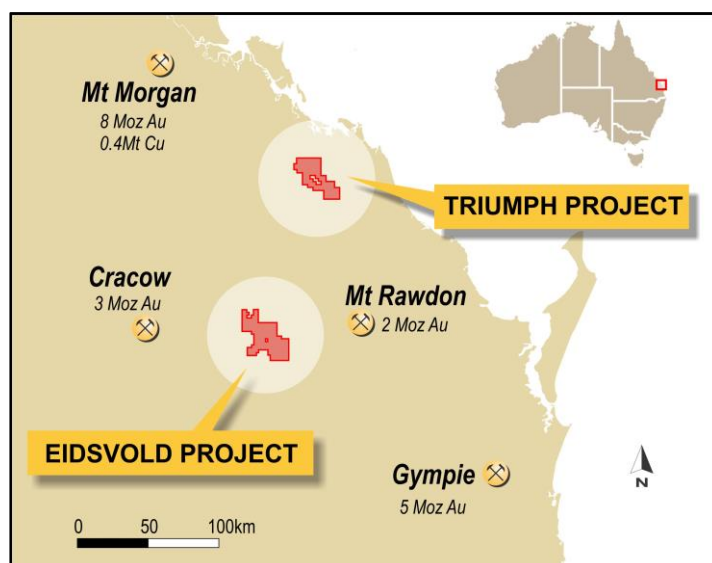 Mt Morgan
8 Moz Au
0.4Mt Cu
TRIUMPH PROJECT
Cracow
3 Moz Au
Mt Rawdon
2 Moz Au
EIDSVOLD PROJECT
Gympie
5 Moz Au
N
0 50 100km